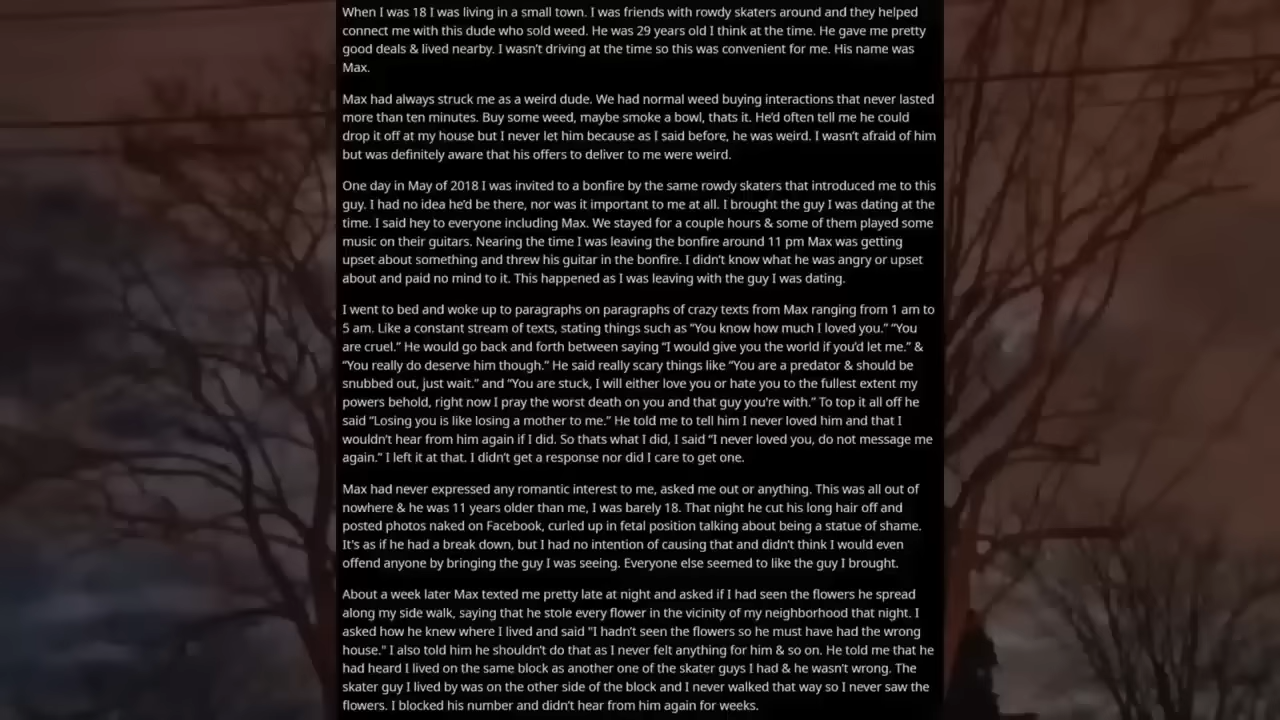 When I was 18 I was living in a small town. I was friends with rowdy skaters around and they helped
connect me with this dude who sold weed. He was 29 years old I think at the time. He gave me pretty
good deals & lived nearby. I wasn't driving at the time so this was convenient for me. His name was
Max.
Max had always struck me as a weird dude. We had normal weed buying interactions that never lasted
more than ten minutes. Buy some weed, maybe smoke a bowl, thats it. He'd often tell me he could
drop it off at my house but I never let him because as I said before, he was weird. I wasn't afraid of him
but was definitely aware that his offers to deliver to me were weird.
One day in May of 2018 I was invited to a bonfire by the same rowdy skaters that introduced me to this
guy. I had no idea he'd be there, nor was it important to me at all. I brought the guy I was dating at the
time. I said hey to everyone including Max. We stayed for a couple hours & some of them played some
music on their guitars. Nearing the time I was leaving the bonfire around 11 pm Max was getting
upset about something and threw his guitar in the bonfire. I didn't know what he was angry or upset
about and paid no mind to it. This happened as I was leaving with the guy I was dating.
I went to bed and woke up to paragraphs on paragraphs of crazy texts from Max ranging from 1 am to
5 am. Like a constant stream of texts, stating things such as "You know how much I loved you." "You
are cruel." He would go back and forth between saying "I would give you the world if you'd let me." &
"You really do deserve him though." He said really scary things like "You are a predator & should be
snubbed out, just wait." and "You are stuck, I will either love you or hate you to the fullest extent my
powers behold, right now I pray the worst death on you and that guy you're with." To top it all off he
said "Losing you is like losing a mother to me." He told me to tell him I never loved him and that I
wouldn't hear from him again if I did. So thats what I did, I said "I never loved you, do not message me
again." I left it at that. I didn't get a response nor did I care to get one.
Max had never expressed any romantic interest to me, asked me out or anything. This was all out of
nowhere & he was 11 years older than me, I was barely 18. That night he cut his long hair off and
posted photos naked on Facebook, curled up in fetal position talking about being a statue of shame.
It's as if he had a break down, but I had no intention of causing that and didn't think I would even
offend anyone by bringing the guy I was seeing. Everyone else seemed to like the guy I brought.
About a week later Max texted me pretty late at night and asked if I had seen the flowers he spread
along my side walk, saying that he stole every flower in the vicinity of my neighborhood that night. I
asked how he knew where I lived and said "I hadn't seen the flowers so he must have had the wrong
house." I also told him he shouldn't do that as I never felt anything for him & so on. He told me that he
had heard I lived on the same block as another one of the skater guys I had & he wasn't wrong. The
skater guy I lived by was on the other side of the block and I never walked that way so I never saw the
flowers. I blocked his number and didn't hear from him again for weeks.